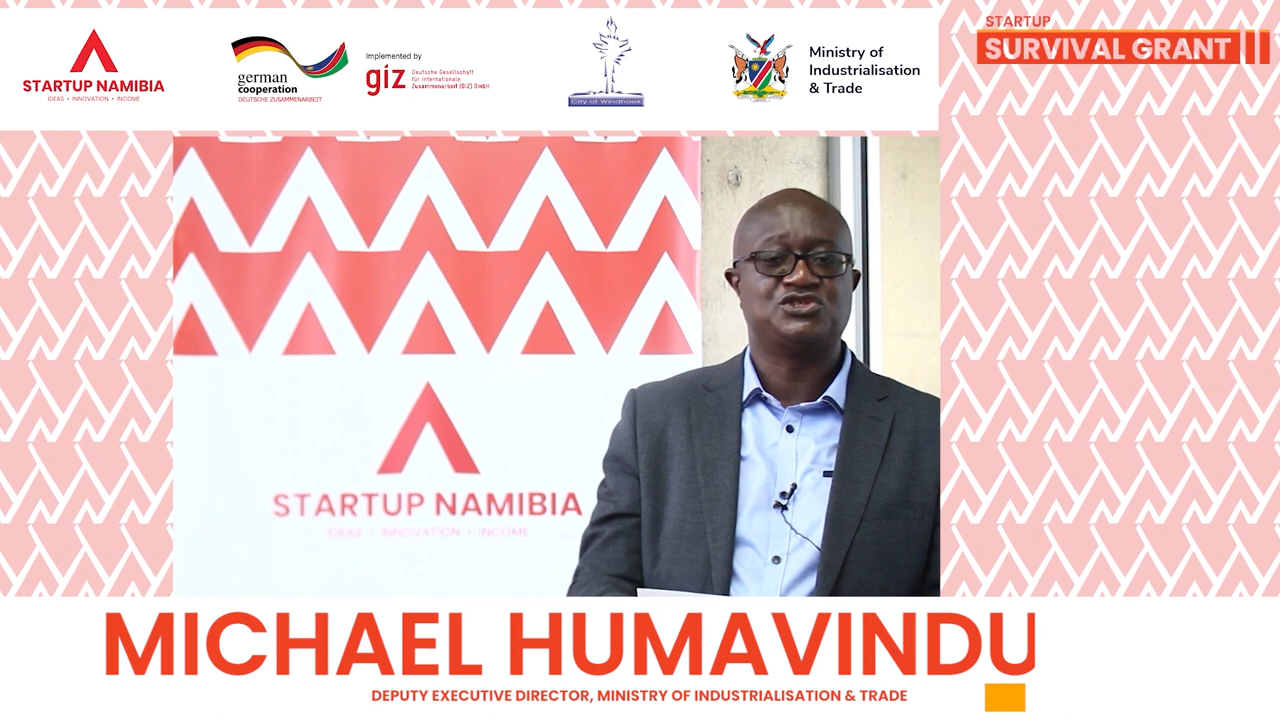 STARTUP
SURVIVAL GRANT II
STARTUP NAMIBIA
IDEAS • INNOVATION • INCOME
german
cooperation
DEUTSCHE ZUSAMMENARBEIT
Implemented by
giz
Deutsche Gesellschaft
für Internationale
Zusammenarbeit (GIZ) GmbH
City of Windhoek
Ministry of
Industrialisation
& Trade
STARTUP NAMIBIA
IDEAS • INNOVATION • INCOME
MICHAEL HUMAVINDU
DEPUTY EXECUTIVE DIRECTOR, MINISTRY OF INDUSTRIALISATION & TRADE